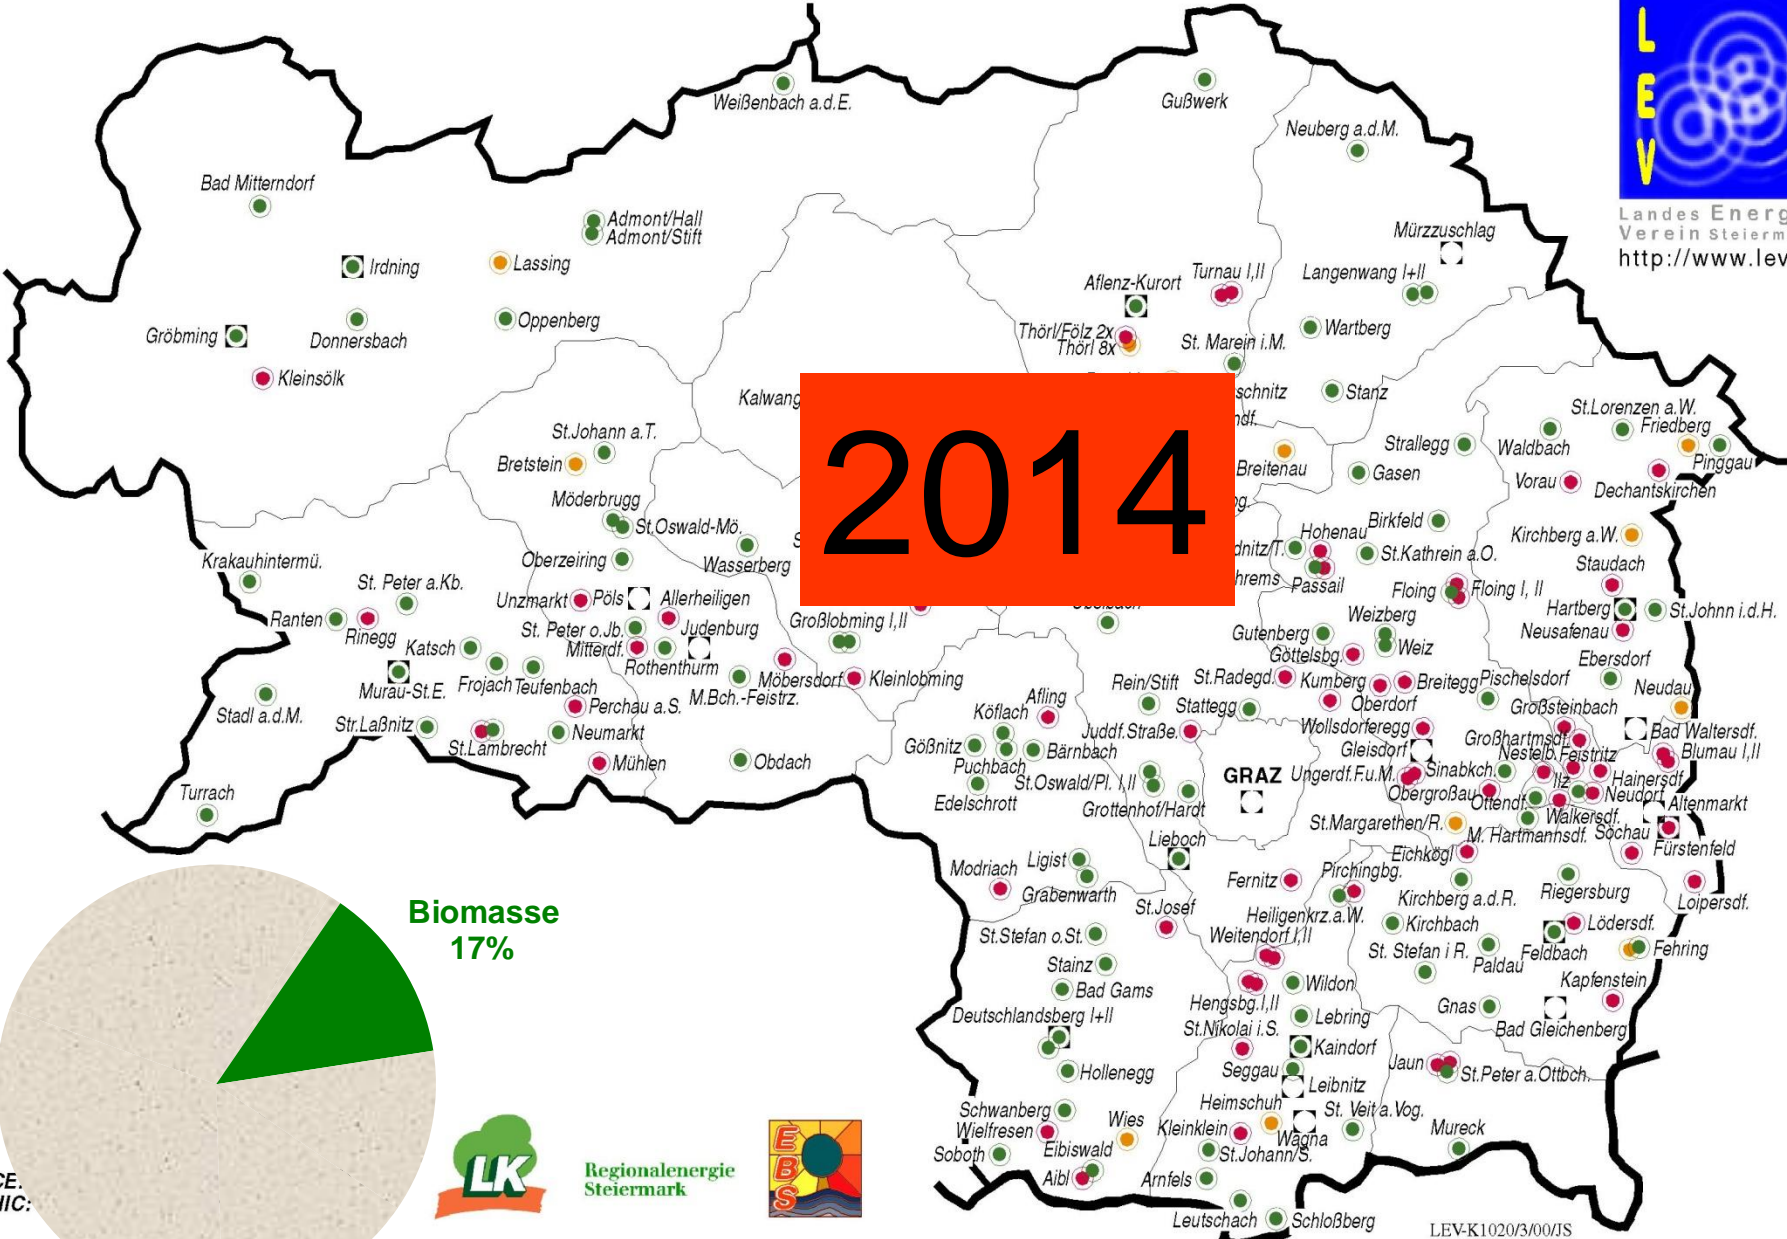 L
E
V
Landes Energ
Verein Steierm
http://www.lev
Weißenbach a.d.E.
Gußwerk
Neuberg a.d.M.
Bad Mitterndorf
Admont/Hall
Admont/Stift
Mürzzuschlag
Irdning
Lassing
Aflenz-Kurort
Turnau I,II
Langenwang I+II
Gröbming
Donnersbach
Oppenberg
Thörl/Fölz 2x
Thörl 8x
St. Marein i.M.
Wartberg
Kleinsölk
Kalwang
schnitz
ndf.
Stanz
St.Lorenzen a.W.
Friedberg
St.Johann a.T.
Bretstein
2014
Breitenau
Strallegg
Waldbach
Pinggau
Gasen
Vorau
Dechantskirchen
Möderbrugg
St.Oswald-Mö.
og.
Hohenau
Birkfeld
Kirchberg a.W.
Oberzeiring
Wasserberg
S
dnitz/T.
St.Kathrein a.O.
Staudach
Krakauhintermü.
St. Peter a.Kb.
hrems
Passail
Floing
Floing I, II
Unzmarkt
Pöls
Allerheiligen
Ranten
Rinegg
St. Peter o.Jb.
Judenburg
Großlobming I,II
Weizberg
Hartberg
St.Johnn i.d.H.
Katsch
Mitterdf.
Rothenthurm
Gutenberg
Weiz
Neusafenau
Göttelsbg.
Ebersdorf
Murau-St.E.
Frojach
Teufenbach
M.Bch.-Feistrz.
Möbersdorf
Kleinlobming
Rein/Stift
St.Radegd.
Kumberg
Breitegg
Pischelsdorf
Neudau
Stadl a.d.M.
Perchau a.S.
Afling
Stattegg
Oberdorf
Großsteinbach
Str.Laßnitz
St.Lambrecht
Neumarkt
Köflach
Juddf.Straße.
Wollsdorferegg
Großhartmsdf.
Bad Waltersdf.
Mühlen
Obdach
Gößnitz
Puchbach
Bärnbach
Gleisdorf
Nestelb.
Feistritz
Blumau I,II
Turrach
Edelschrott
St.Oswald/Pl. I,II
GRAZ
Ungerdf.F.u.M.
Sinabkch.
Ilz
Hainersdf.
Grottenhof/Hardt
Obergroßau
Ottendf.
Neudorf
Altenmarkt
St.Margarethen/R.
Walkersdf.
Söchau
Lieboch
M. Hartmannsdf.
Fürstenfeld
Modriach
Ligist
Eichkögl
Grabenwarth
Fernitz
Pirchingbg.
Kirchberg a.d.R.
Riegersburg
Loipersdf.
Biomasse
17%
St.Josef
Heiligenkrz.a.W.
Kirchbach
Lödersdf.
St.Stefan o.St.
Weitendorf I,II
St. Stefan i R.
Paldau
Feldbach
Fehring
Stainz
Kapfenstein
Bad Gams
Wildon
Hengsbg.I,II
Gnas
Deutschlandsberg I+II
Lebring
Bad Gleichenberg
St.Nikolai i.S.
Kaindorf
Hollenegg
Seggau
Jaun
St.Peter a.Ottbch.
Leibnitz
Schwanberg
Heimschuh
St. Veit a.Vog.
Wielfresen
Wies
Kleinklein
Wagna
Mureck
Soboth
Eibiswald
St.Johann/S.
Aibl
Arnfels
Leutschach
Schloßberg
LK
Regionalenergie
Steiermark
EBS
CE:
IC:
LEV-K1020/3/00/JS